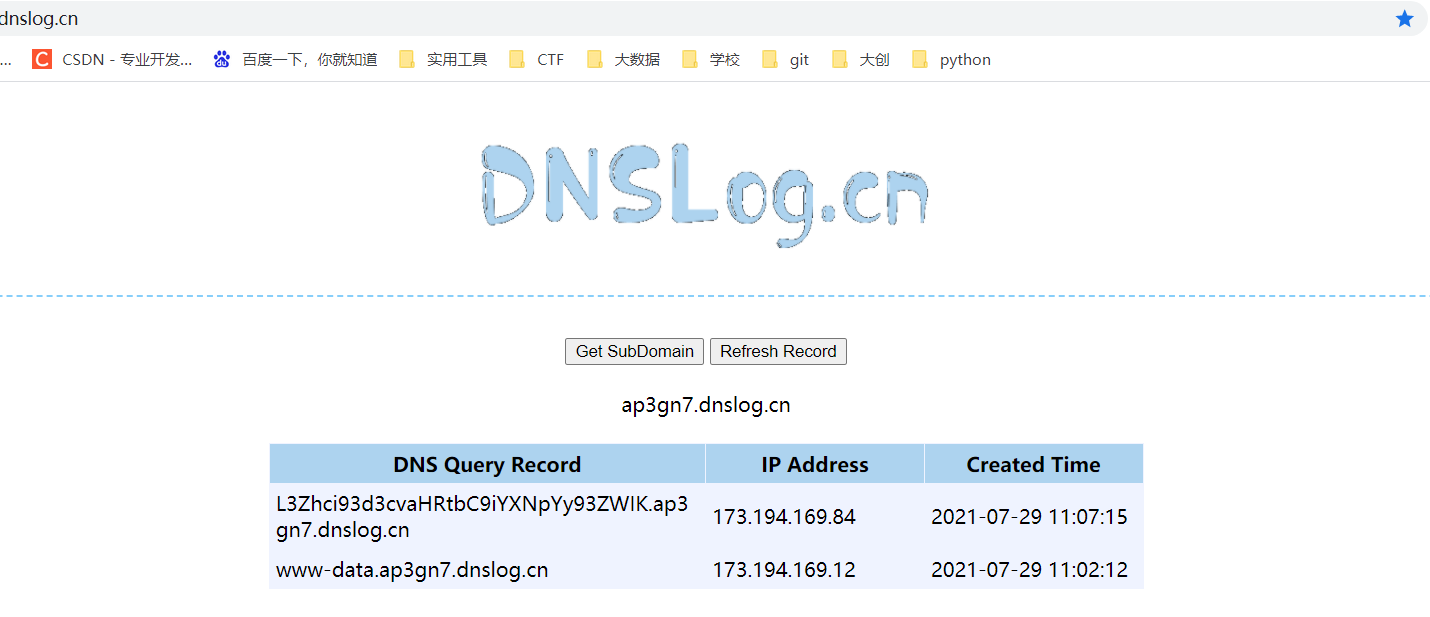 dnslog.cn
... CSDN - 专业开发... 百度一下，你就知道 实用工具 CTF 大数据 学校 git 大创 python
DNSLog.cn
Get SubDomain Refresh Record
ap3gn7.dnslog.cn
DNS Query Record IP Address Created Time
L3Zhci93d3cvaHRtbC9iYXNpYy93ZWIK.ap3
gn7.dnslog.cn 173.194.169.84 2021-07-29 11:07:15
www-data.ap3gn7.dnslog.cn 173.194.169.12 2021-07-29 11:02:12